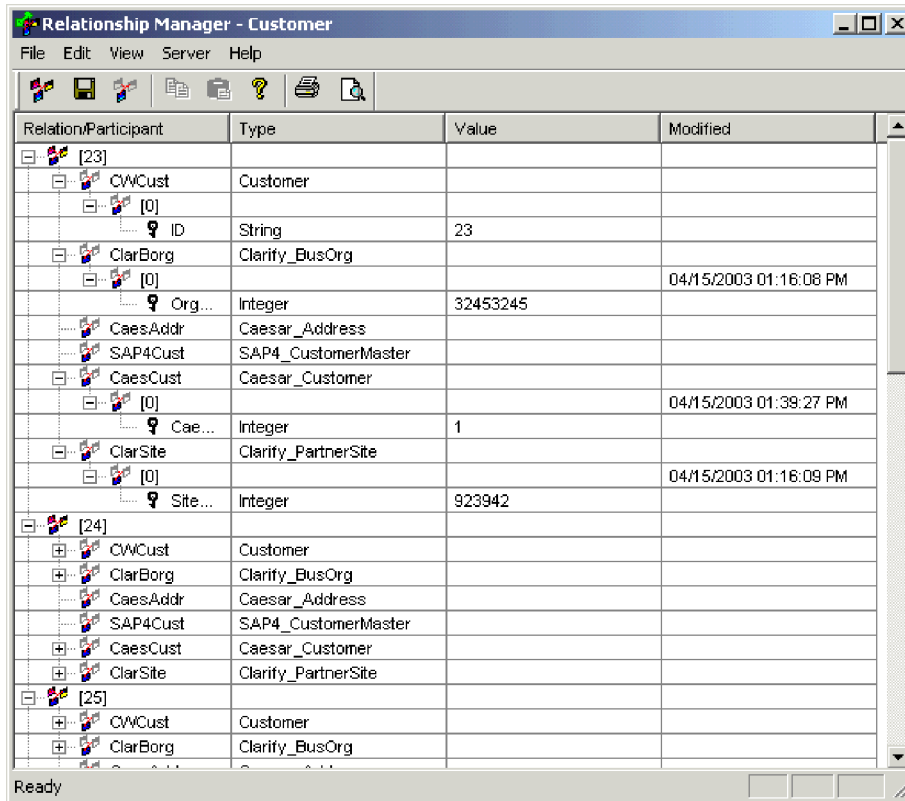 Relationship Manager - Customer
File Edit View Server Help
Relation/Participant Type Value Modified
[23]
CWCust Customer
[0]
ID String 23
ClarBorg Clarify_BusOrg
[0] 04/15/2003 01:16:08 PM
Org... Integer 32453245
CaesAddr Caesar_Address
SAP4Cust SAP4_CustomerMaster
CaesCust Caesar_Customer
[0] 04/15/2003 01:39:27 PM
Cae... Integer 1
ClarSite Clarify_PartnerSite
[0] 04/15/2003 01:16:09 PM
Site... Integer 923942
[24]
CWCust Customer
ClarBorg Clarify_BusOrg
CaesAddr Caesar_Address
SAP4Cust SAP4_CustomerMaster
CaesCust Caesar_Customer
ClarSite Clarify_PartnerSite
[25]
CWCust Customer
ClarBorg Clarify_BusOrg
Ready